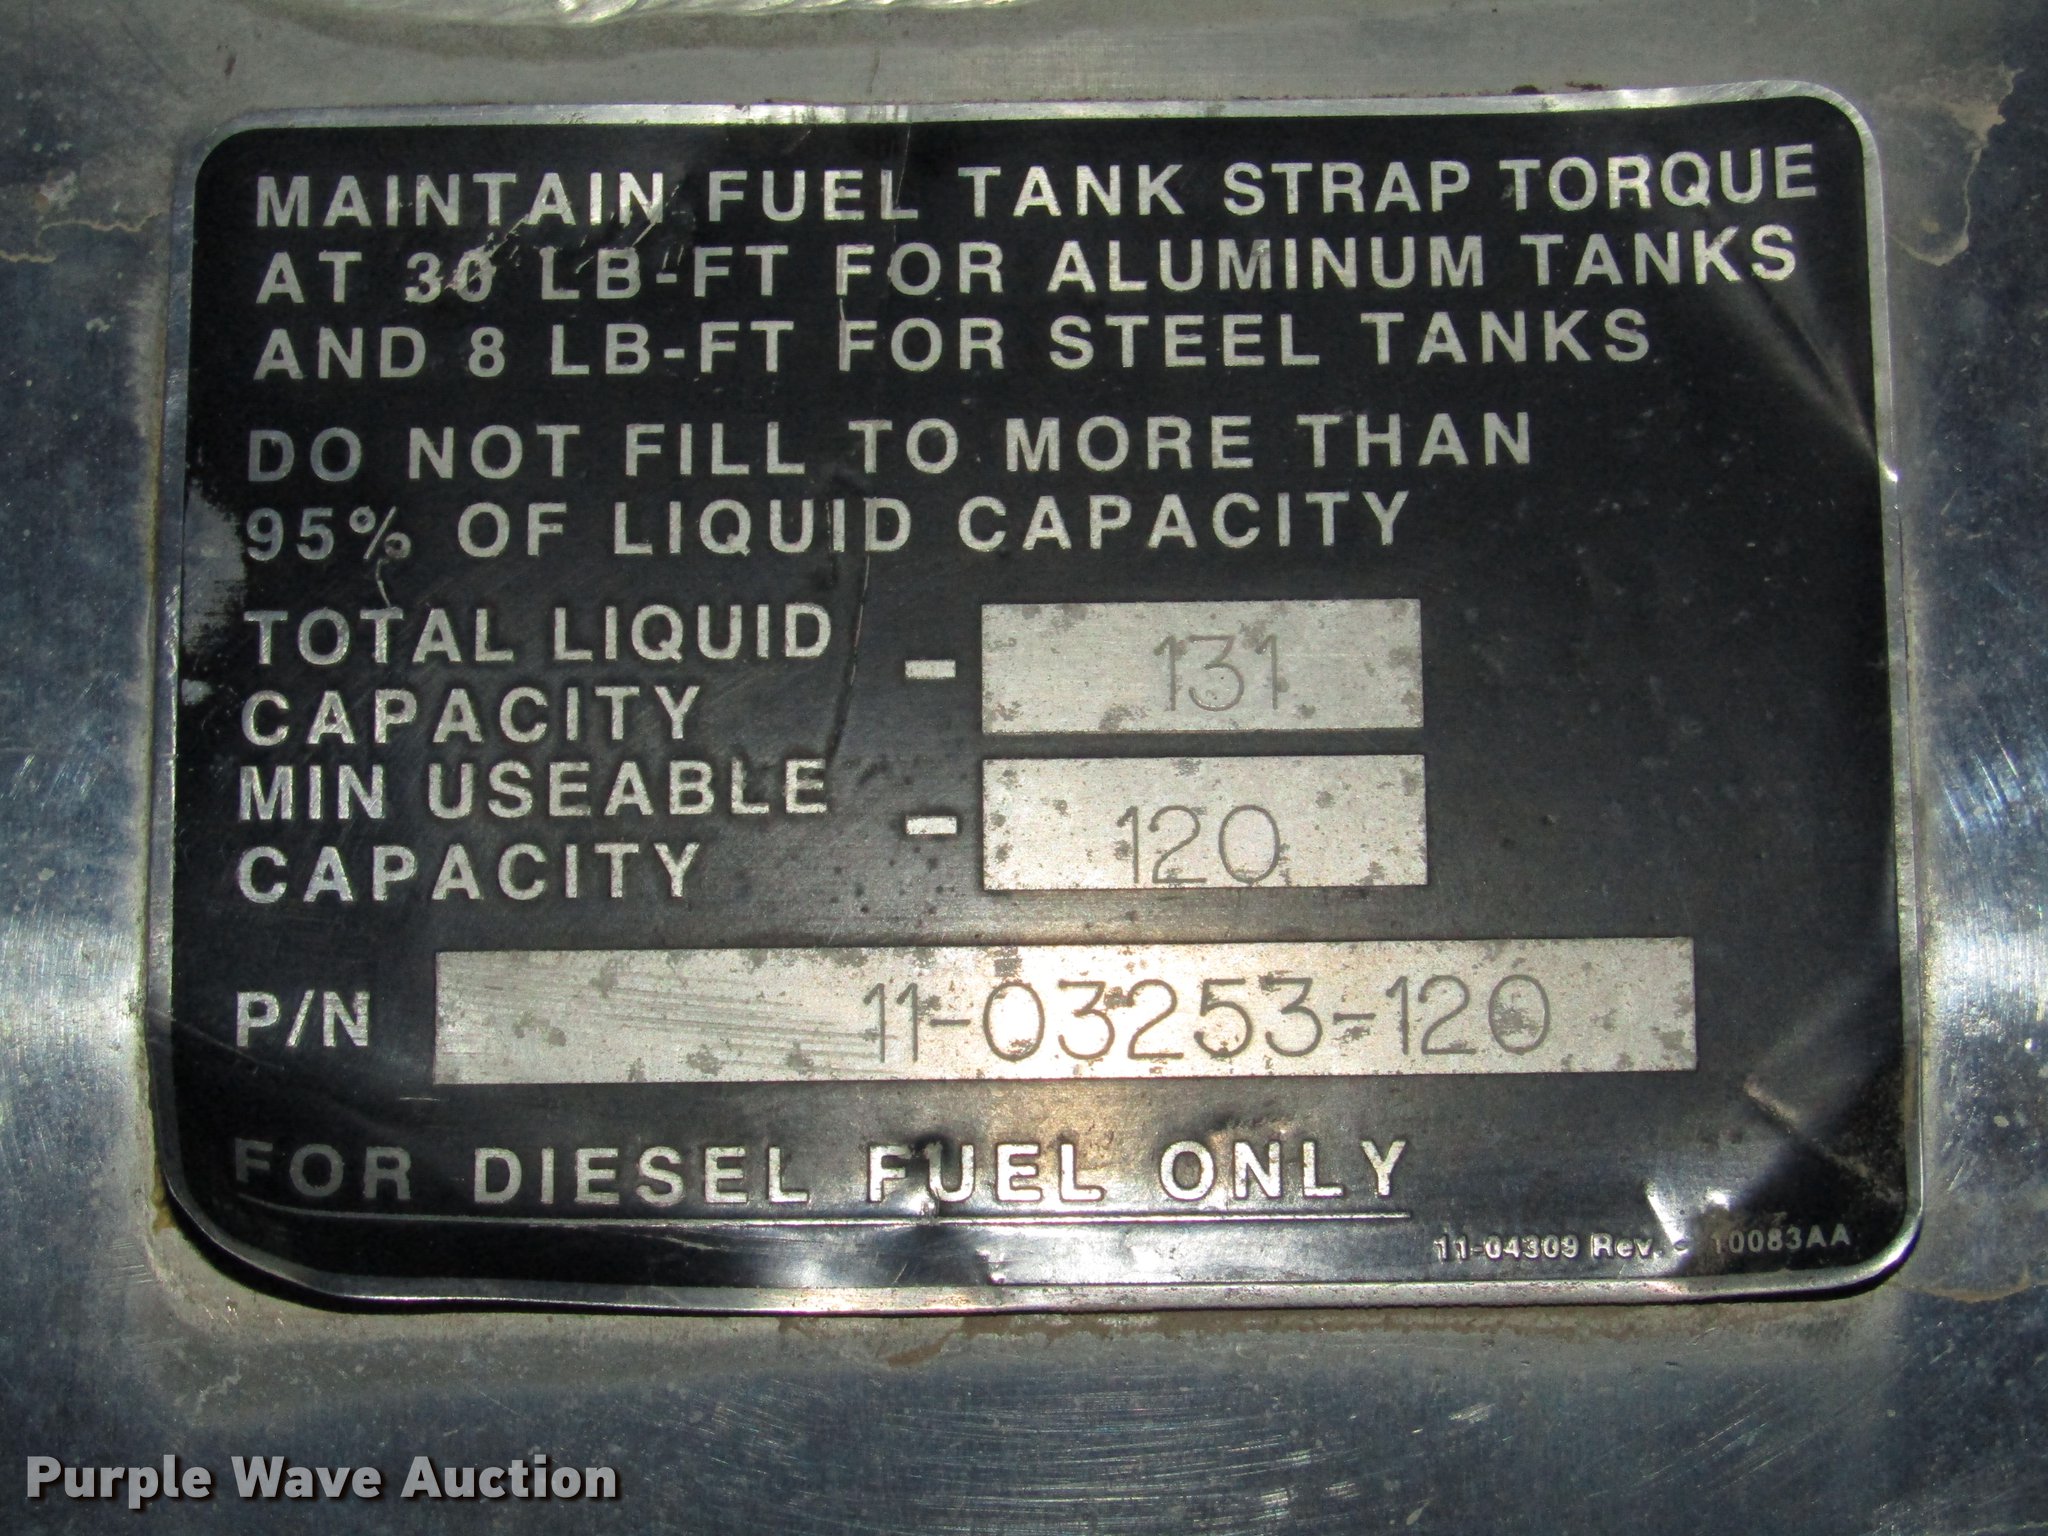 MAINTAIN FUEL TANK STRAP TORQUE
AT 30 LB-FT FOR ALUMINUM TANKS
AND 8 LB-FT FOR STEEL TANKS
DO NOT FILL TO MORE THAN
95% OF LIQUID CAPACITY
TOTAL LIQUID
CAPACITY - 131
MIN USEABLE
CAPACITY - 120
P/N 11-03253-120
FOR DIESEL FUEL ONLY
11-04309 Rev. 10083AA
Purple Wave Auction